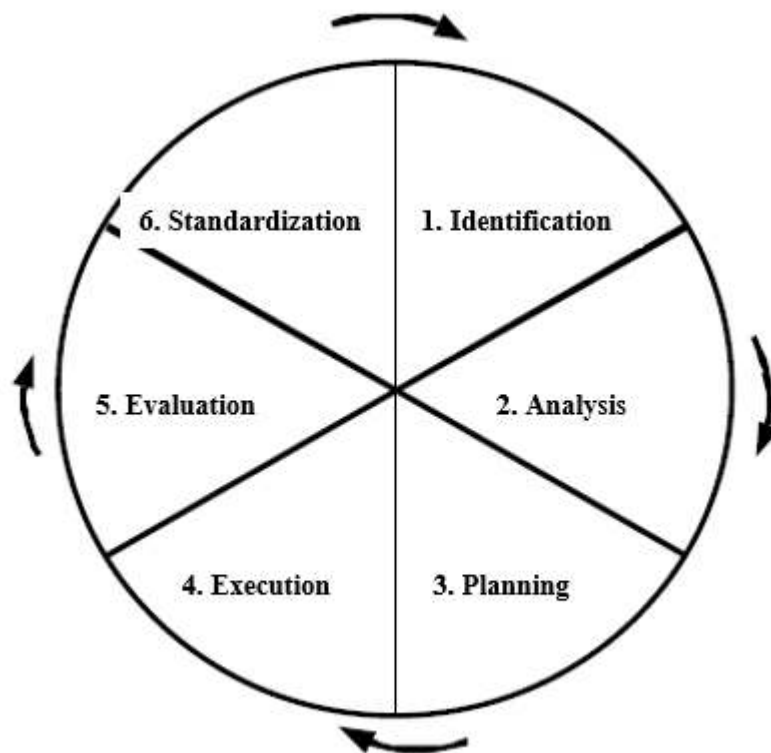 6. Standardization
1. Identification
5. Evaluation
2. Analysis
4. Execution
3. Planning